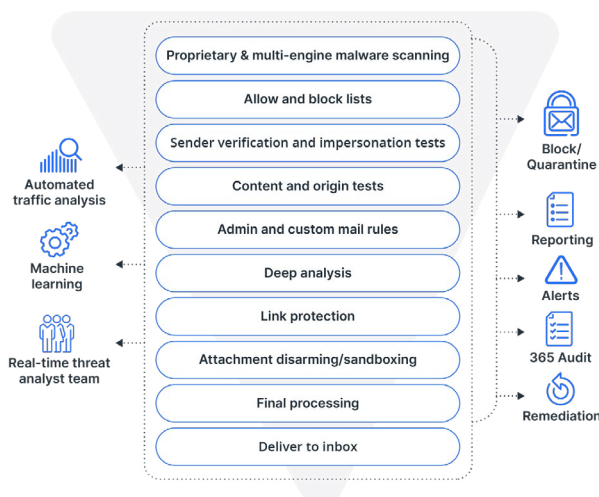 Proprietary & multi-engine malware scanning
Allow and block lists
Sender verification and impersonation tests
Content and origin tests
Admin and custom mail rules
Deep analysis
Link protection
Attachment disarming/sandboxing
Final processing
Deliver to inbox
Automated
traffic analysis
Machine
learning
Real-time threat
analyst team
Block/
Quarantine
Reporting
Alerts
365 Audit
Remediation